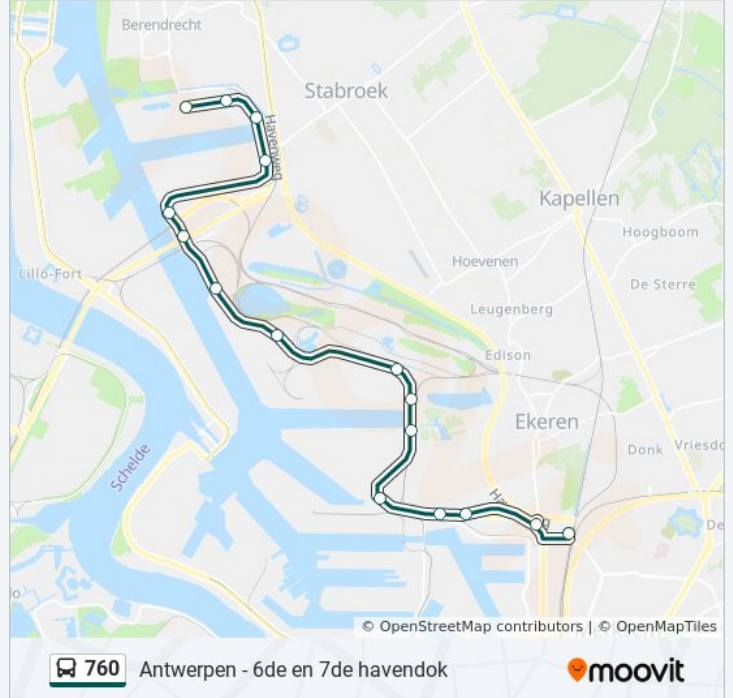 Berendrecht
Stabroek
Havenweg
Kapellen
Hoogboom
Hoevenen
Lillo-Fort
De Sterre
Leugenberg
Edison
Ekeren
Donk
Schelde
© OpenStreetMap contributors | © OpenMapTiles
760
Antwerpen - 6de en 7de havendok
moovit